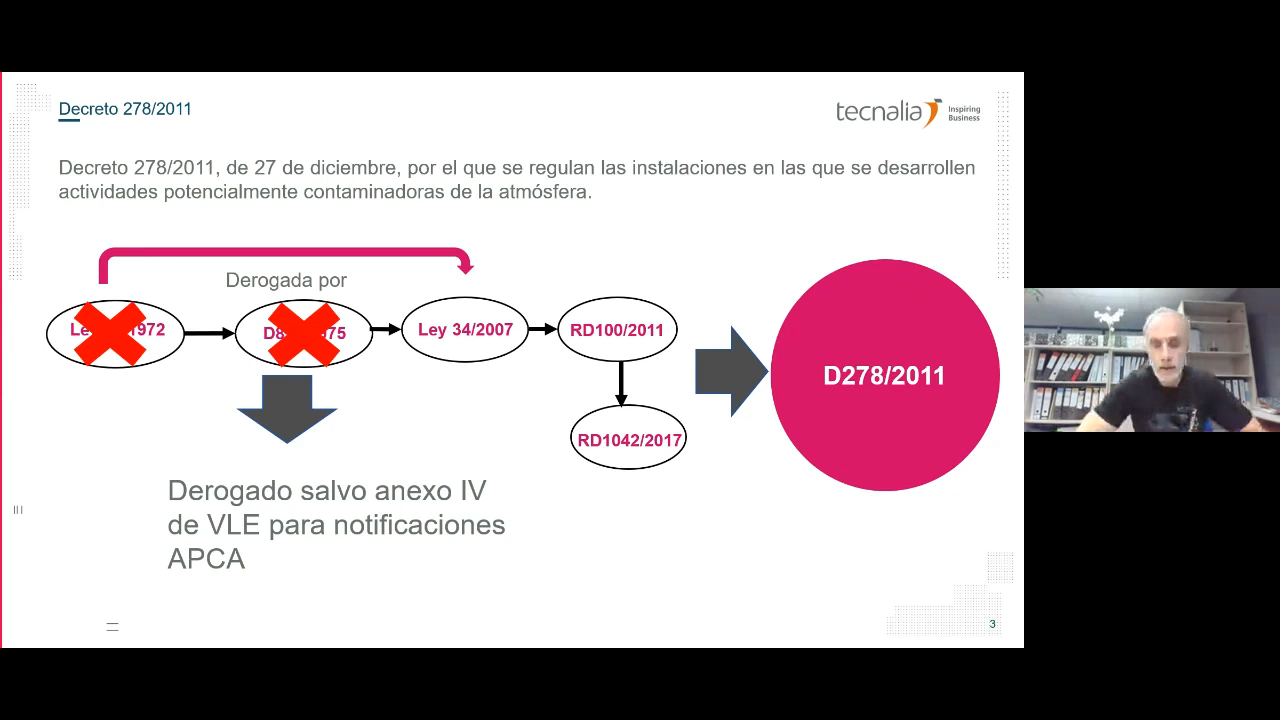 Decreto 278/2011
tecnalia Inspiring
Business
Decreto 278/2011, de 27 de diciembre, por el que se regulan las instalaciones en las que se desarrollen
actividades potencialmente contaminadoras de la atmósfera.
Derogada por
Ley 34/2007
RD100/2011
D278/2011
RD1042/2017
Derogado salvo anexo IV
de VLE para notificaciones
APCA
3